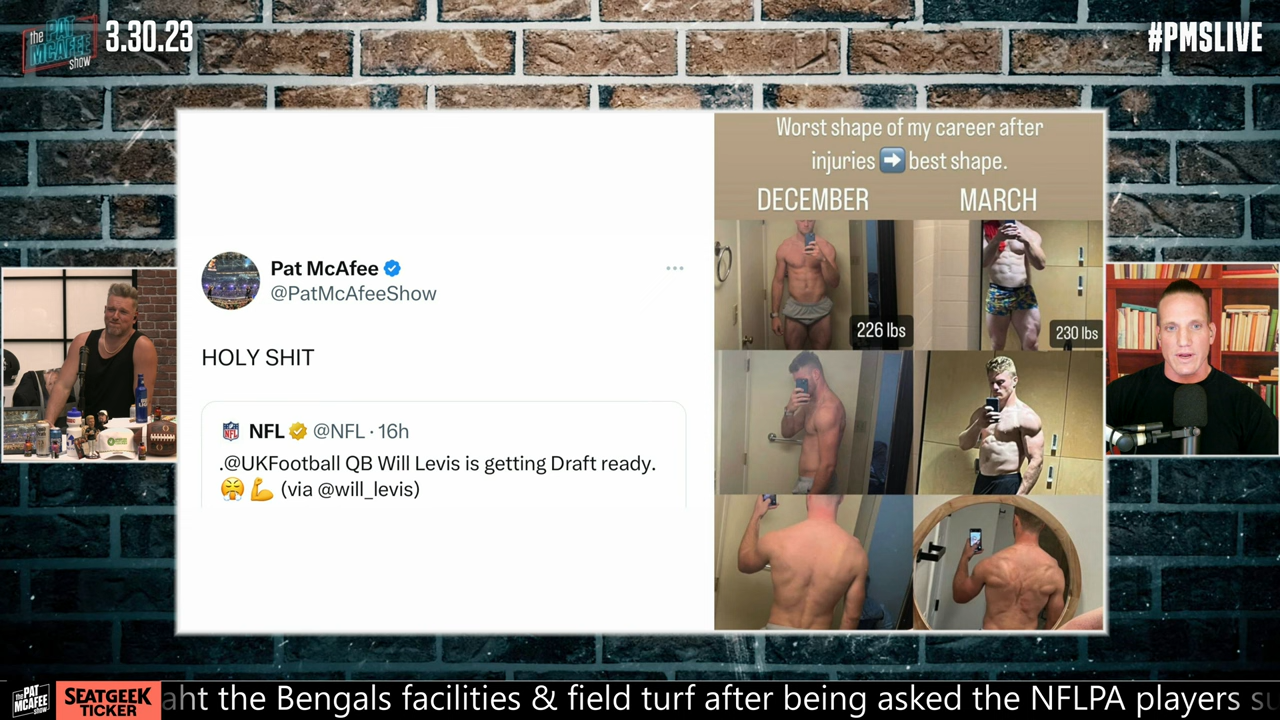 the PAT MCAFEE show
3.30.23
#PMSLIVE
Pat McAfee
@PatMcAfeeShow
HOLY SHIT
NFL @NFL · 16h
.@UKFootball QB Will Levis is getting Draft ready.
😤 💪 (via @will_levis)
Worst shape of my career after
injuries ➡️ best shape.
DECEMBER MARCH
226 lbs
230 lbs
the PAT MCAFEE show
SEATGEEK
TICKER
aht the Bengals facilities & field turf after being asked the NFLPA players su